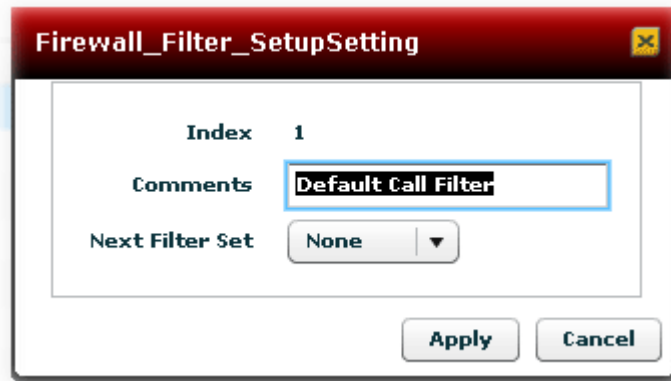 Firewall_Filter_SetupSetting
Index 1
Comments Default Call Filter
Next Filter Set None
Apply Cancel